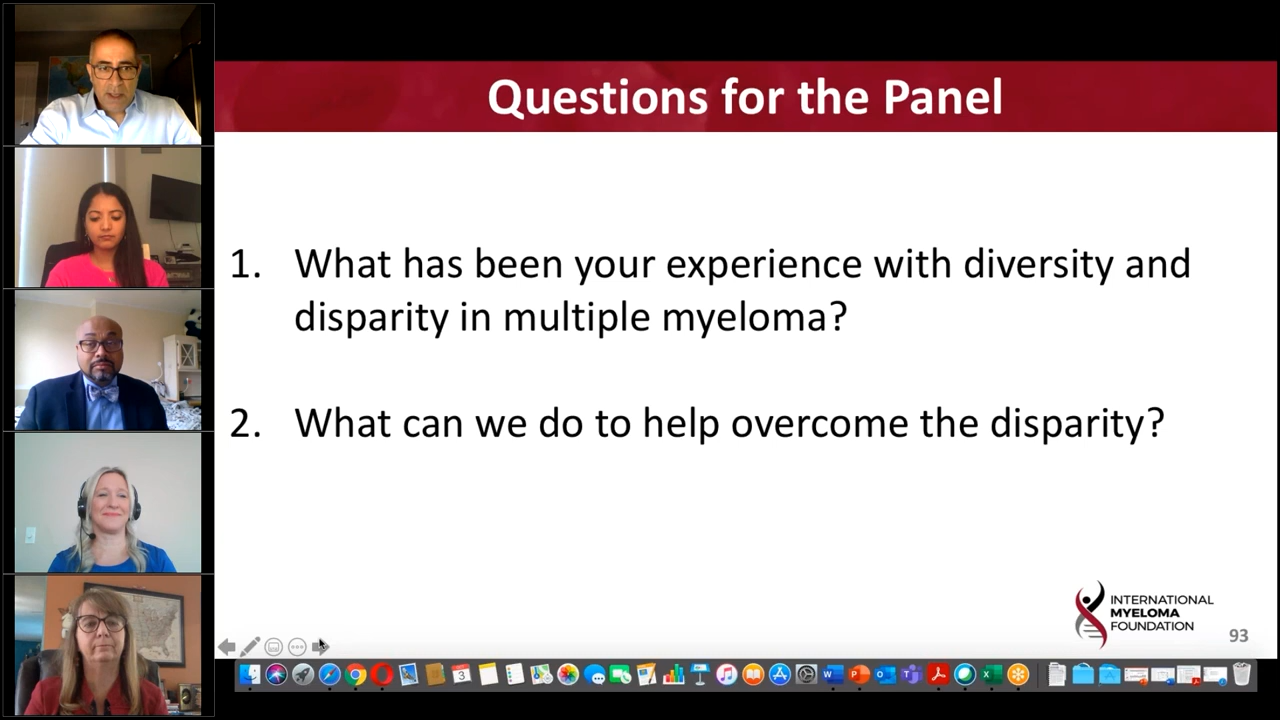 Questions for the Panel
1. What has been your experience with diversity and
disparity in multiple myeloma?
2. What can we do to help overcome the disparity?
INTERNATIONAL
MYELOMA
FOUNDATION
93
3